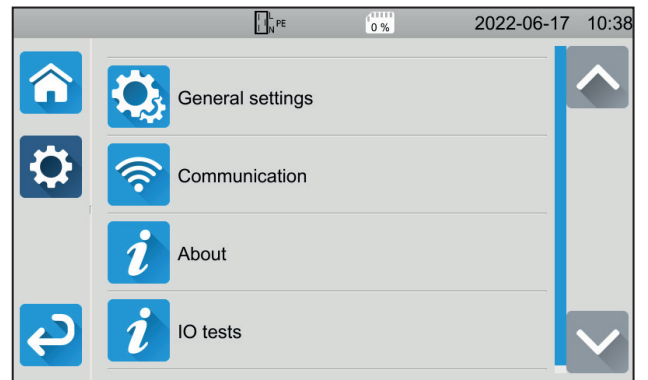 L
N
PE
0 %
2022-06-17 10:38
General settings
Communication
About
IO tests